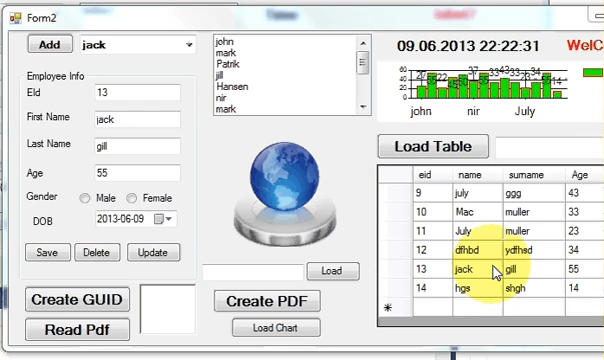 Form2
Add
jack
john
mark
Patrik
jill
Hansen
nir
mark
09.06.2013 22:22:31
WelC
Employee Info
EId
13
First Name
jack
Last Name
gill
Age
55
Gender
Male
Female
DOB
2013-06-09
Save
Delete
Update
60
40
20
0
john
nir
July
Load Table
eid
name
surname
Age
9 july ggg 43
10 Mac muller 33
11 July muller 23
12 dfhbd ydfhsd 34
13 jack gill 55
14 hgs shgh 14
Load
Create GUID
Create PDF
Read Pdf
Load Chart